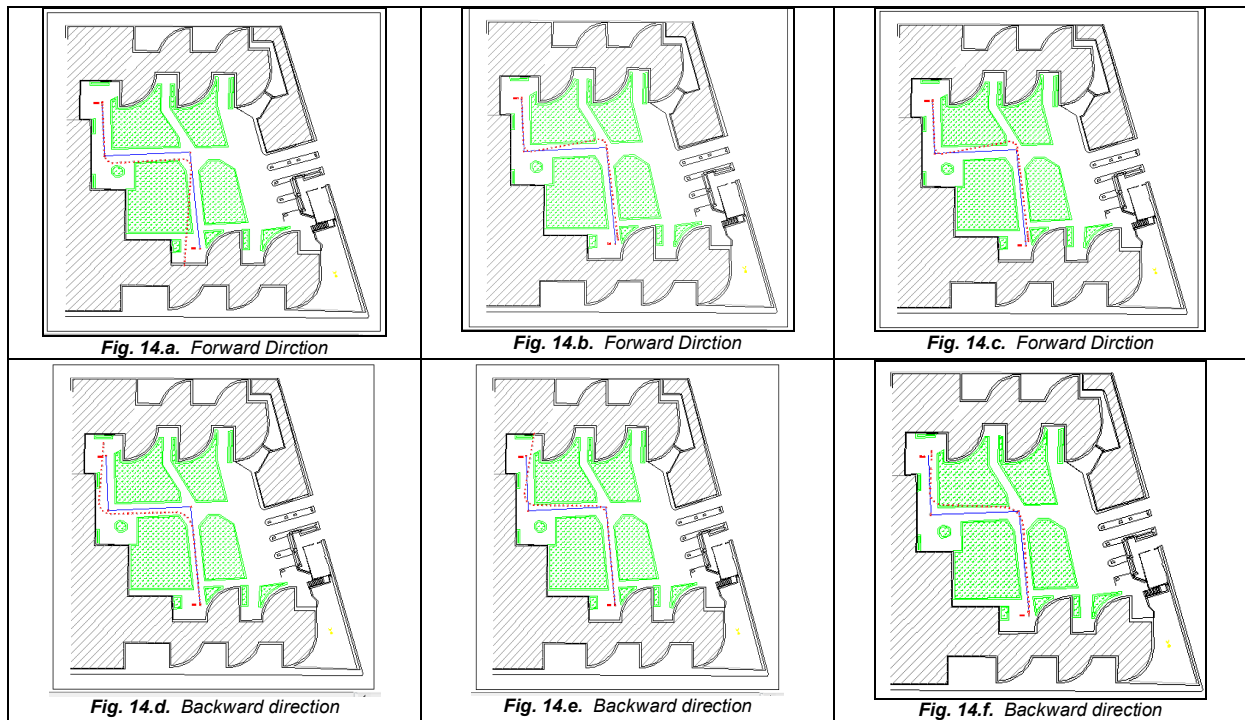 Fig. 14.a. Forward Dirction
Fig. 14.b. Forward Dirction
Fig. 14.c. Forward Dirction
Fig. 14.d. Backward direction
Fig. 14.e. Backward direction
Fig. 14.f. Backward direction